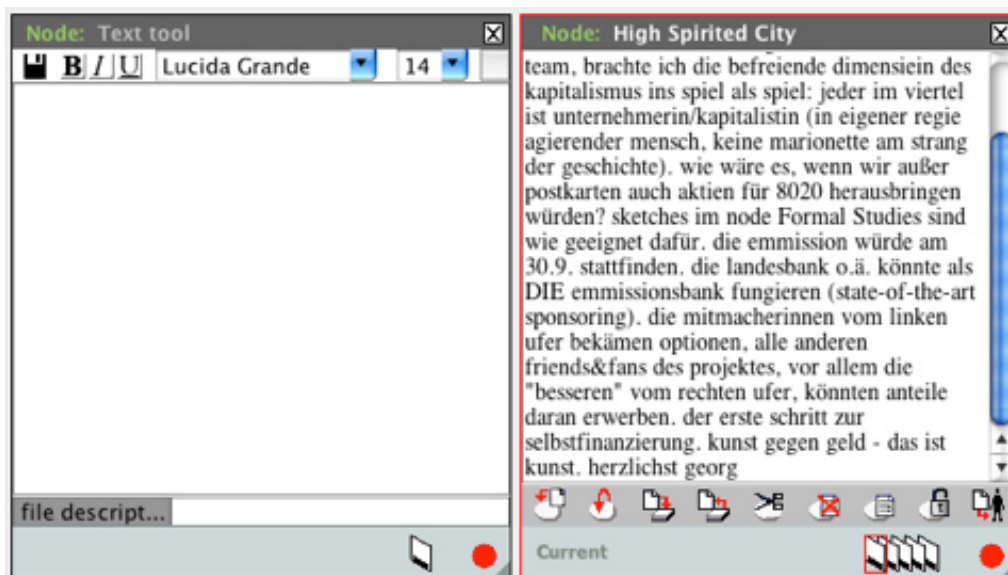 Node: Text tool
B I U Lucida Grande 14
file descript...
Node: High Spirited City
team, brachte ich die befreiende dimensiein des
kapitalismus ins spiel als spiel: jeder im viertel
ist unternehmerin/kapitalistin (in eigener regie
agierender mensch, keine marionette am strang
der geschichte). wie wäre es, wenn wir außer
postkarten auch aktien für 8020 herausbringen
würden? sketches im node Formal Studies sind
wie geeignet dafür. die emmission würde am
30.9. stattfinden. die landesbank o.ä. könnte als
DIE emmissionsbank fungieren (state-of-the-art
sponsoring). die mitmacherinnen vom linken
ufer bekämen optionen, alle anderen
friends&fans des projektes, vor allem die
"besseren" vom rechten ufer, könnten anteile
daran erwerben. der erste schritt zur
selbstfinanzierung. kunst gegen geld - das ist
kunst. herzlichst georg
Current